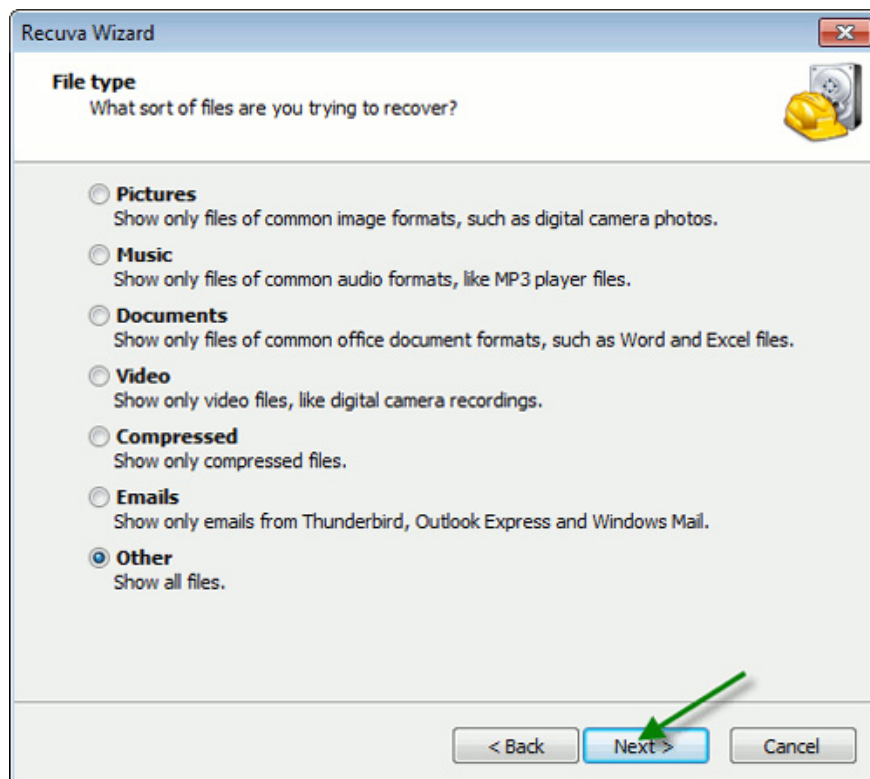 Recuva Wizard
File type
What sort of files are you trying to recover?
Pictures
Show only files of common image formats, such as digital camera photos.
Music
Show only files of common audio formats, like MP3 player files.
Documents
Show only files of common office document formats, such as Word and Excel files.
Video
Show only video files, like digital camera recordings.
Compressed
Show only compressed files.
Emails
Show only emails from Thunderbird, Outlook Express and Windows Mail.
Other
Show all files.
< Back
Next >
Cancel